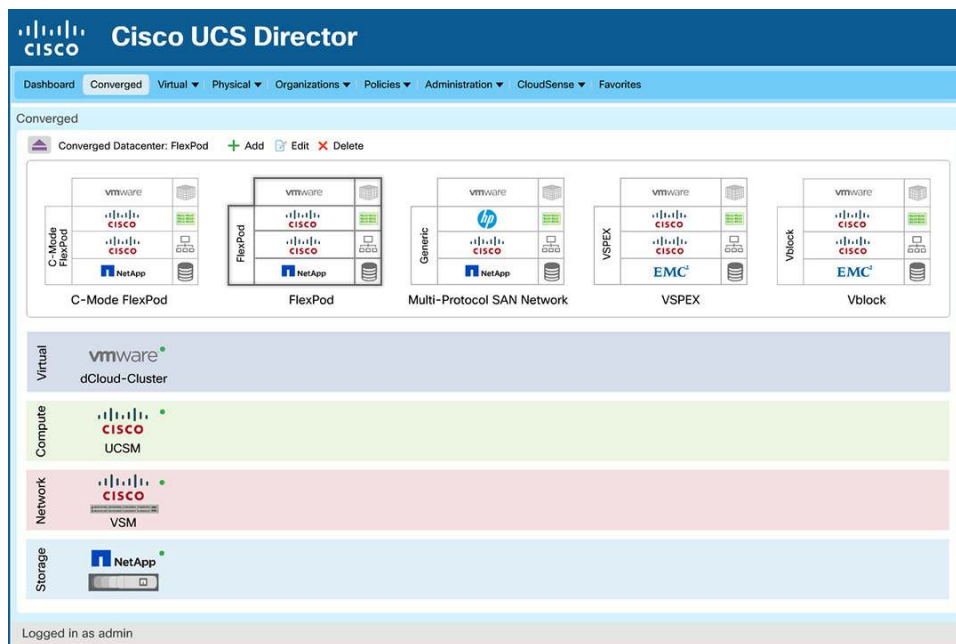 CISCO
Cisco UCS Director
Dashboard Converged Virtual Physical Organizations Policies Administration CloudSense Favorites
Converged
Converged Datacenter: FlexPod Add Edit Delete
C-Mode FlexPod
vmware
CISCO
CISCO
NetApp
C-Mode FlexPod
FlexPod
vmware
CISCO
CISCO
NetApp
FlexPod
Generic
vmware
hp
CISCO
NetApp
Multi-Protocol SAN Network
VSPEX
vmware
CISCO
CISCO
EMC²
VSPEX
Vblock
vmware
CISCO
CISCO
EMC²
Vblock
Virtual
vmware
dCloud-Cluster
Compute
CISCO
UCSM
Network
CISCO
VSM
Storage
NetApp
Logged in as admin